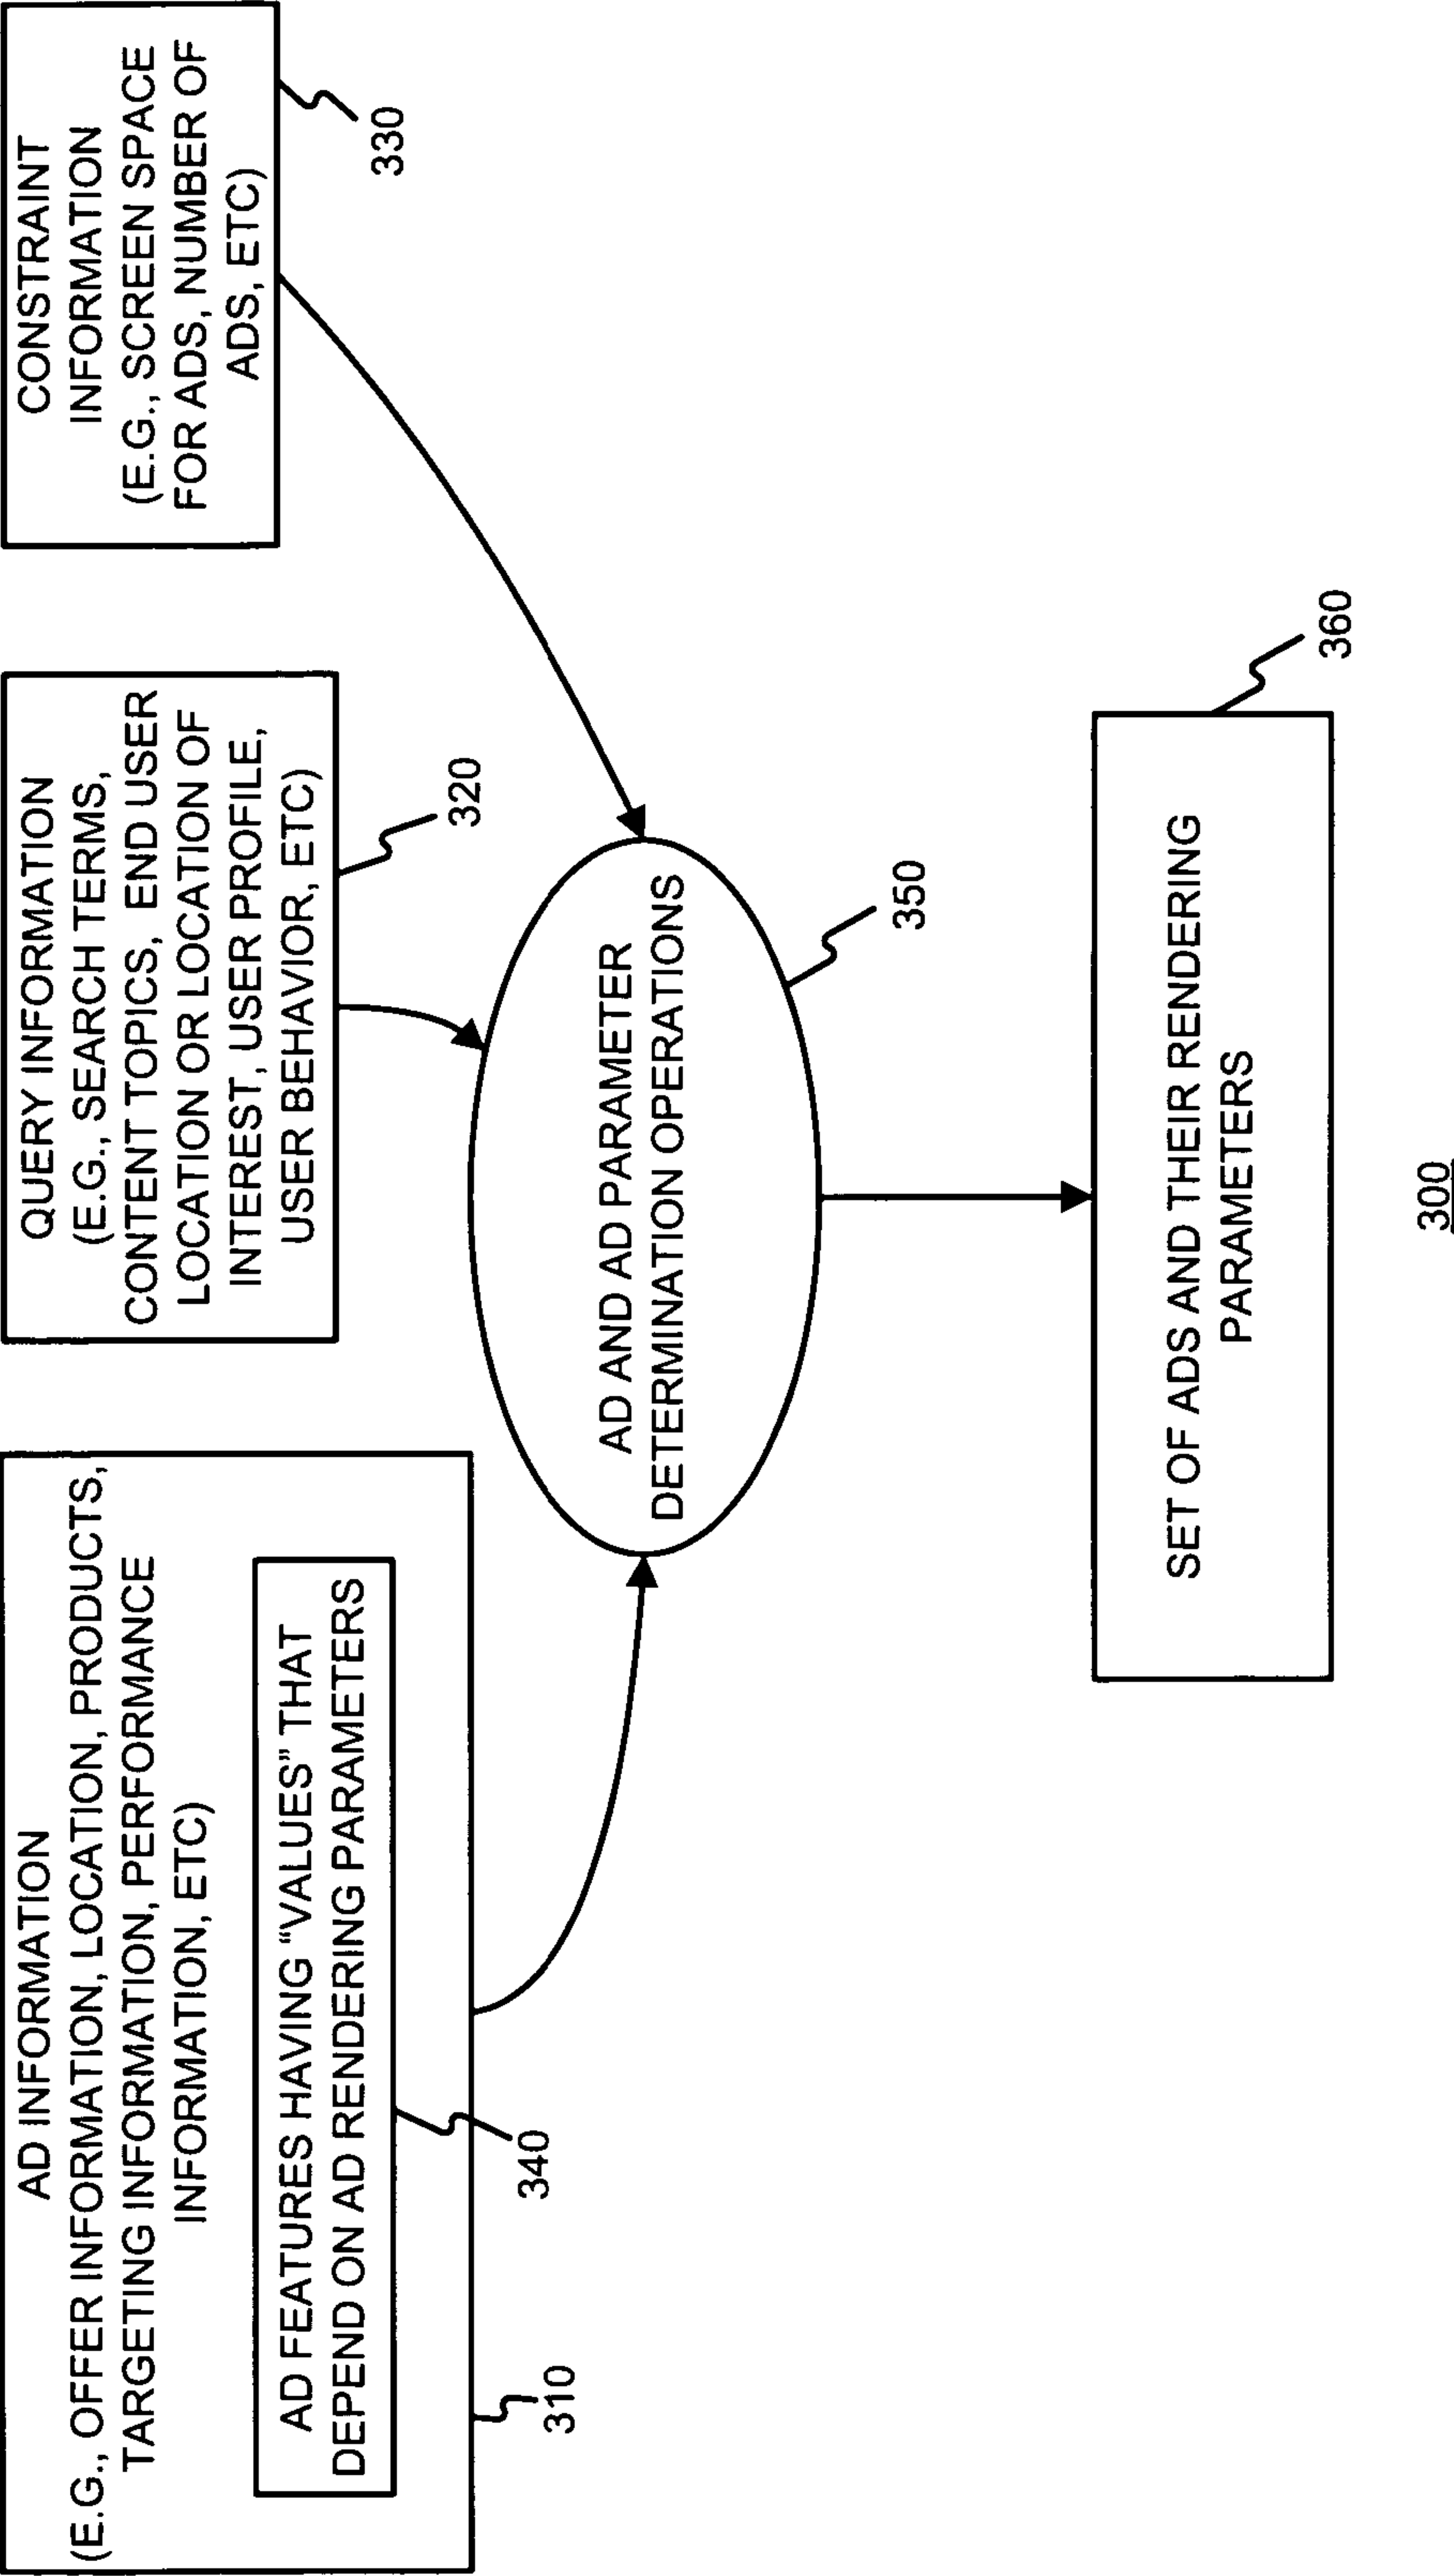 AD INFORMATION
(E.G., OFFER INFORMATION, LOCATION, PRODUCTS,
TARGETING INFORMATION, PERFORMANCE
INFORMATION, ETC)
AD FEATURES HAVING “VALUES” THAT
DEPEND ON AD RENDERING PARAMETERS
340
310
QUERY INFORMATION
(E.G., SEARCH TERMS,
CONTENT TOPICS, END USER
LOCATION OR LOCATION OF
INTEREST, USER PROFILE,
USER BEHAVIOR, ETC)
320
CONSTRAINT
INFORMATION
(E.G., SCREEN SPACE
FOR ADS, NUMBER OF
ADS, ETC)
330
AD AND AD PARAMETER
DETERMINATION OPERATIONS
350
SET OF ADS AND THEIR RENDERING
PARAMETERS
360
300